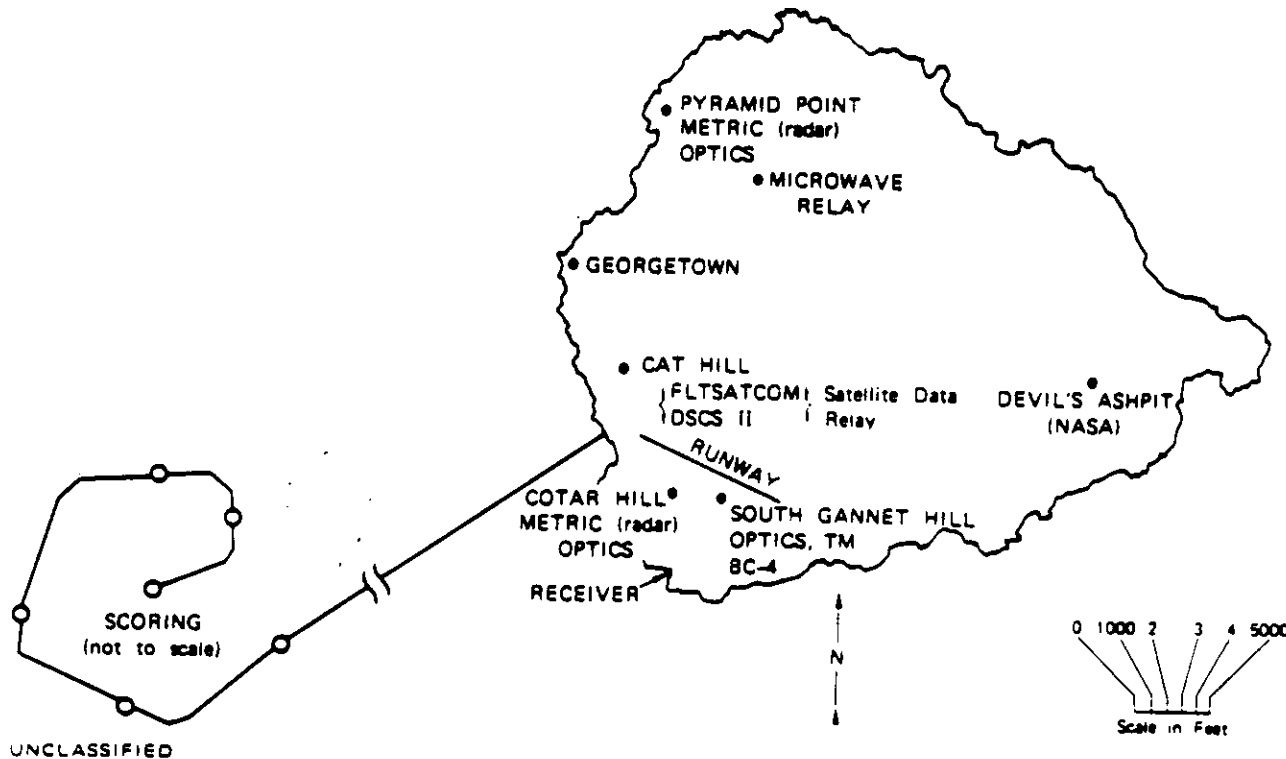 PYRAMID POINT
METRIC (radar)
OPTICS
MICROWAVE
RELAY
GEORGETOWN
CAT HILL
FLTSATCOM Satellite Data
DSCS II Relay
DEVIL'S ASHPIT
(NASA)
RUNWAY
COTAR HILL
METRIC (radar)
OPTICS
SOUTH GANNET HILL
OPTICS, TM
BC-4
RECEIVER
SCORING
(not to scale)
N
0 1000 2 3 4 5000
Scale in Feet
UNCLASSIFIED